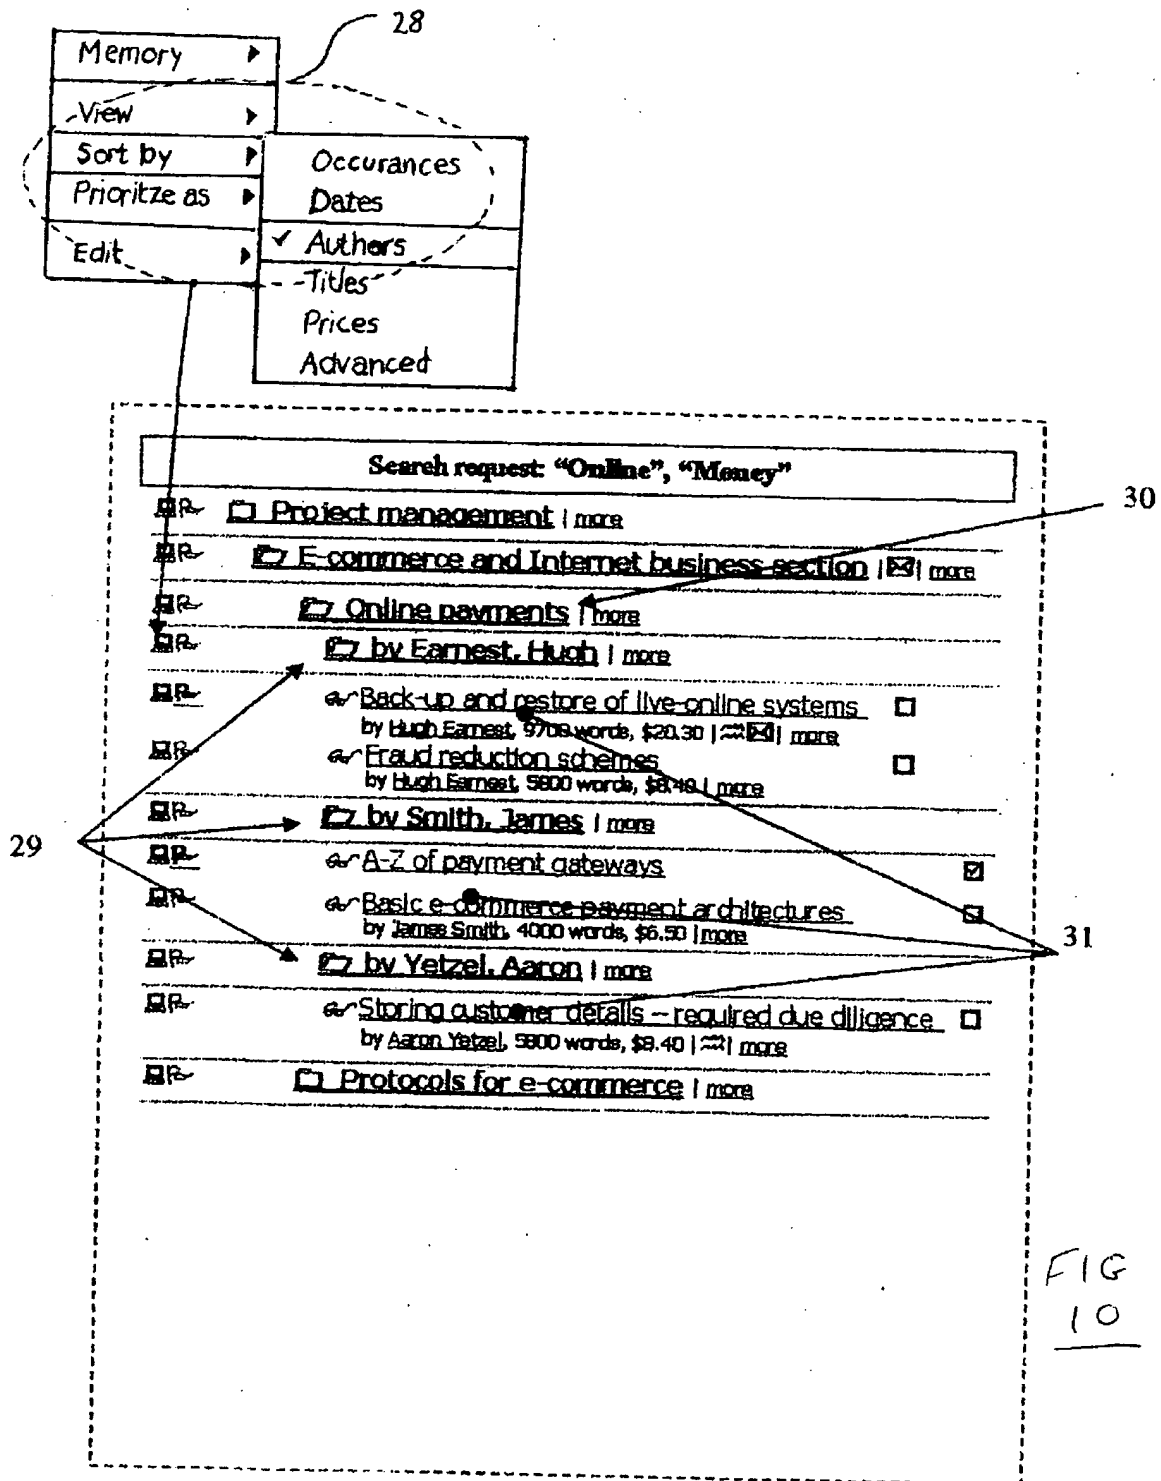 28
Memory
View
Sort by
Prioritze as
Edit
Occurances
Dates
✓ Authors
Titles
Prices
Advanced
Search request: "Online", "Money"
Project management | more
30
E-commerce and Internet business section | | more
Online payments | more
by Earnest, Hugh | more
Back-up and restore of live-online systems
by Hugh Earnest, 9700 words, $20.30 | | more
Fraud reduction schemes
by Hugh Earnest, 5800 words, $8.40 | more
29
by Smith, James | more
A-Z of payment gateways
Basic e-commerce payment architectures
by James Smith, 4000 words, $6.50 | more
31
by Yetzel, Aaron | more
Storing customer details – required due diligence
by Aaron Yetzel, 5800 words, $9.40 | | more
Protocols for e-commerce | more
FIG
10